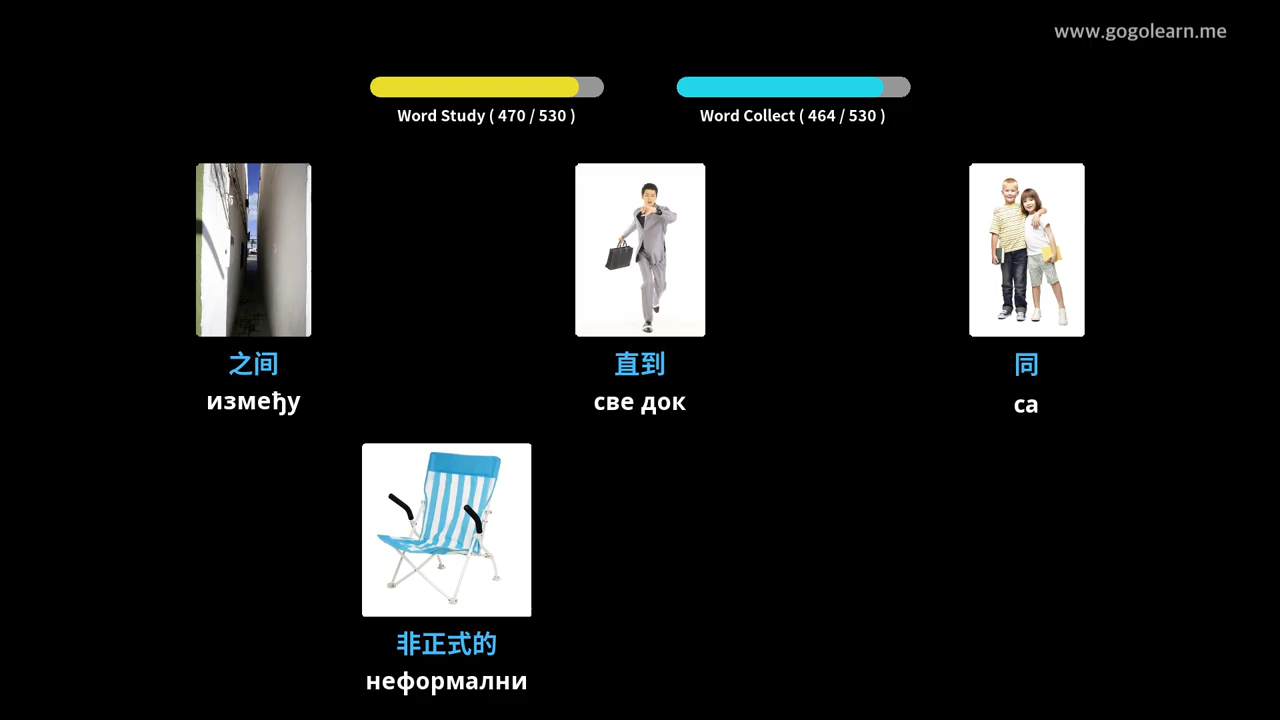 www.gogolearn.me
Word Study ( 470 / 530 )
Word Collect ( 464 / 530 )
之间
између
直到
све док
同
са
非正式的
неформални